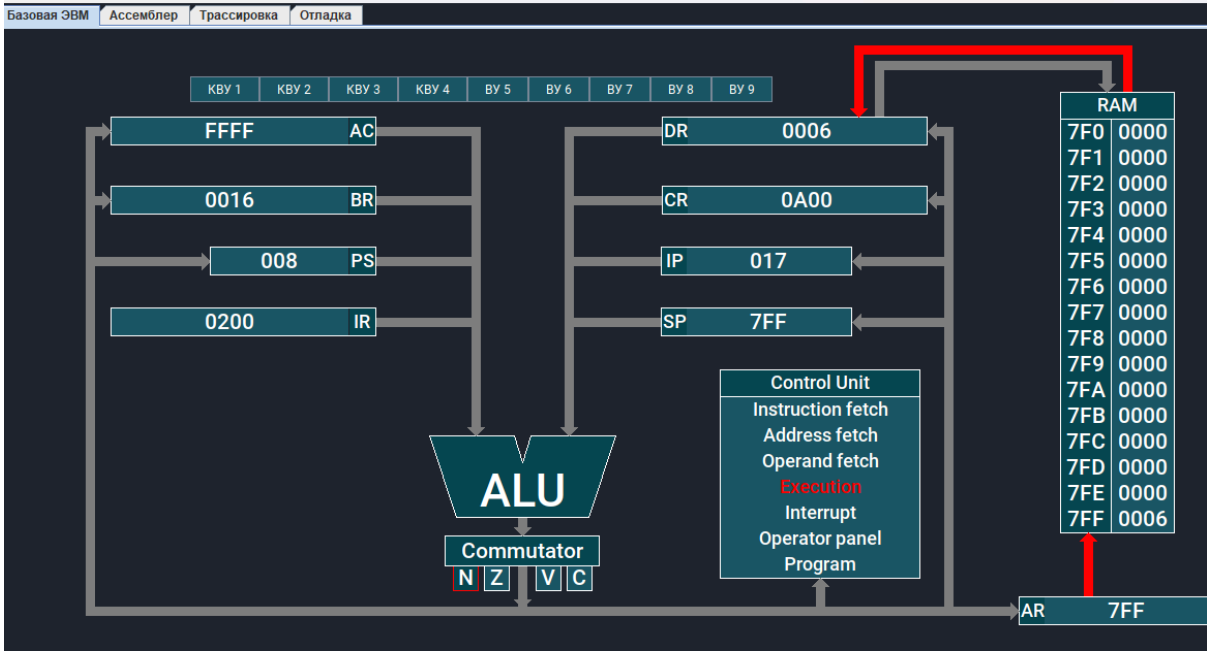 Базовая ЭВМ Ассемблер Трассировка Отладка
КВУ 1 КВУ 2 КВУ 3 КВУ 4 ВУ 5 ВУ 6 ВУ 7 ВУ 8 ВУ 9
FFFF AC
0016 BR
008 PS
0200 IR
DR 0006
CR 0A00
IP 017
SP 7FF
ALU
Commutator
N Z V C
Control Unit
Instruction fetch
Address fetch
Operand fetch
Execution
Interrupt
Operator panel
Program
RAM
7F0 0000
7F1 0000
7F2 0000
7F3 0000
7F4 0000
7F5 0000
7F6 0000
7F7 0000
7F8 0000
7F9 0000
7FA 0000
7FB 0000
7FC 0000
7FD 0000
7FE 0000
7FF 0006
AR 7FF